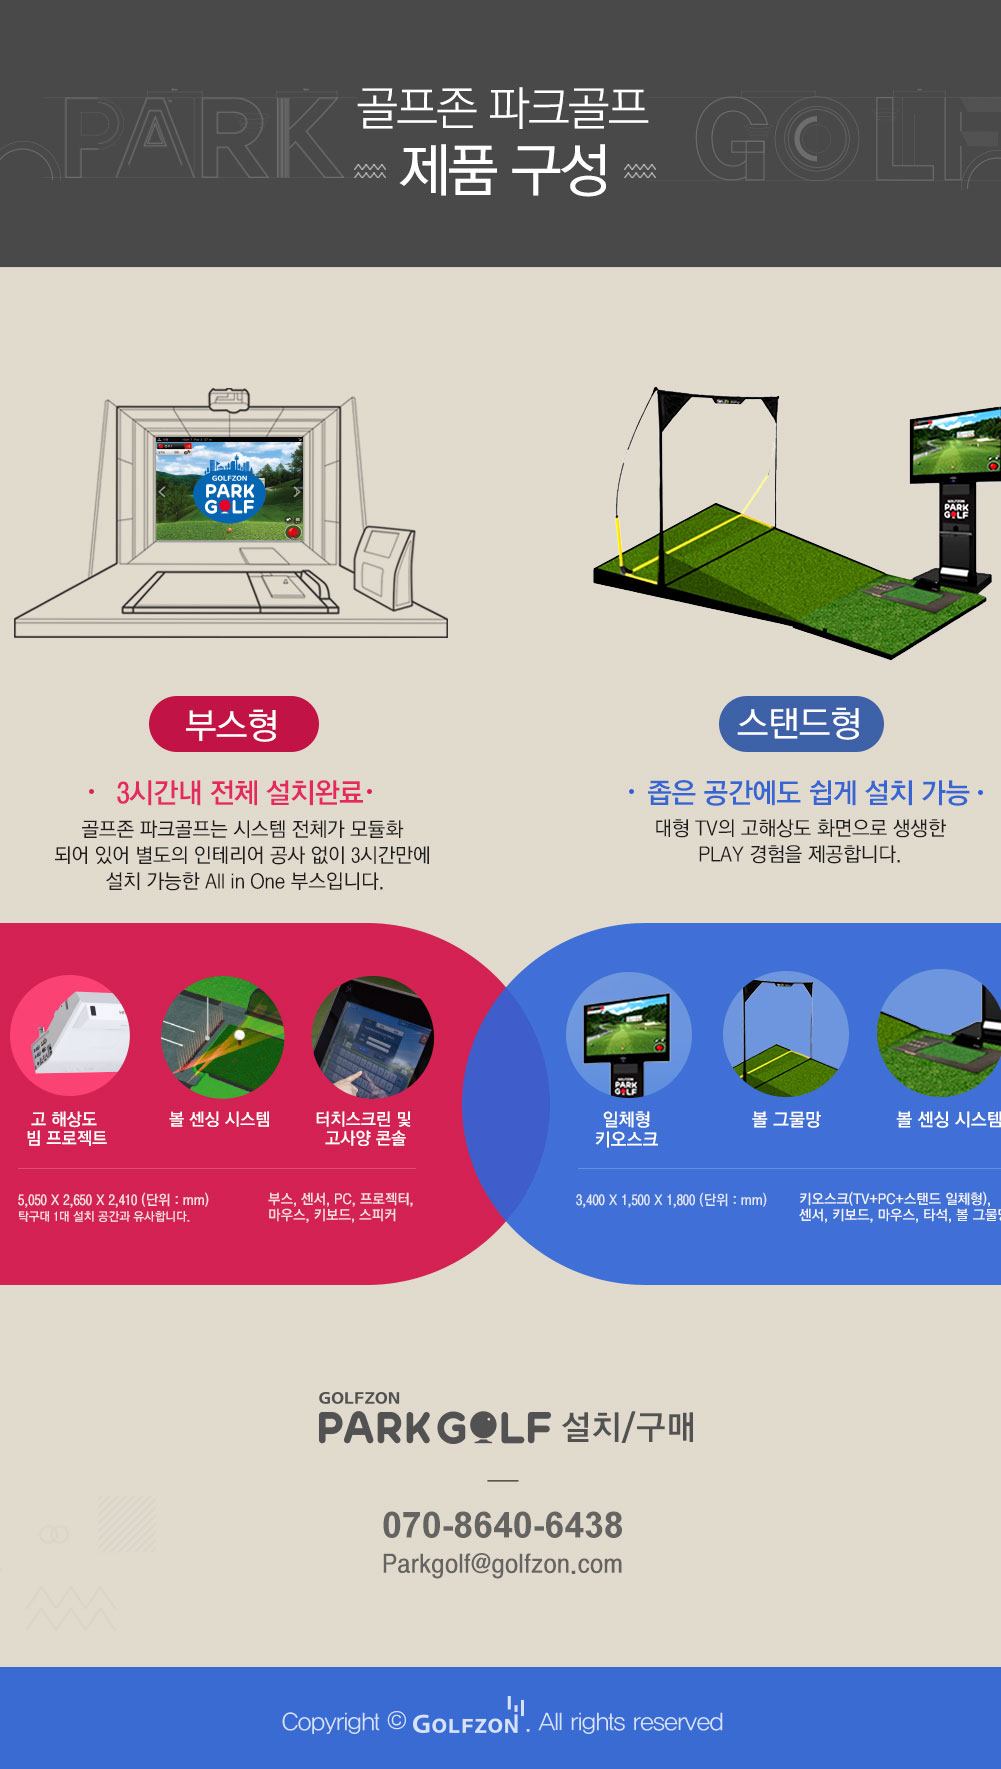 PARK GOLF
골프존 파크골프
제품 구성
GOLFZON
PARK
GOLF
GOLFZON
PARK
GOLF
부스형
· 3시간내 전체 설치완료·
골프존 파크골프는 시스템 전체가 모듈화
되어 있어 별도의 인테리어 공사 없이 3시간만에
설치 가능한 All in One 부스입니다.
스탠드형
· 좁은 공간에도 쉽게 설치 가능 ·
대형 TV의 고해상도 화면으로 생생한
PLAY 경험을 제공합니다.
고 해상도
빔 프로젝트
볼 센싱 시스템
터치스크린 및
고사양 콘솔
5,050 X 2,650 X 2,410 (단위 : mm)
탁구대 1대 설치 공간과 유사합니다.
부스, 센서, PC, 프로젝터,
마우스, 키보드, 스피커
PARK
GOLF
일체형
키오스크
볼 그물망
볼 센싱 시스템
3,400 X 1,500 X 1,800 (단위 : mm)
키오스크(TV+PC+스탠드 일체형),
센서, 키보드, 마우스, 타석, 볼 그물망
GOLFZON
PARK GOLF 설치/구매
070-8640-6438
Parkgolf@golfzon.com
Copyright © GOLFZON . All rights reserved